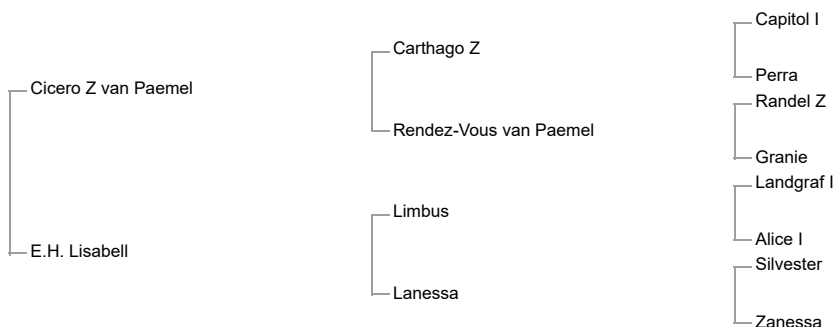 Capitol I
Carthago Z
Perra
Cicero Z van Paemel
Randel Z
Rendez-Vous van Paemel
Granie
Landgraf I
Limbus
Alice I
E.H. Lisabell
Silvester
Lanessa
Zanessa